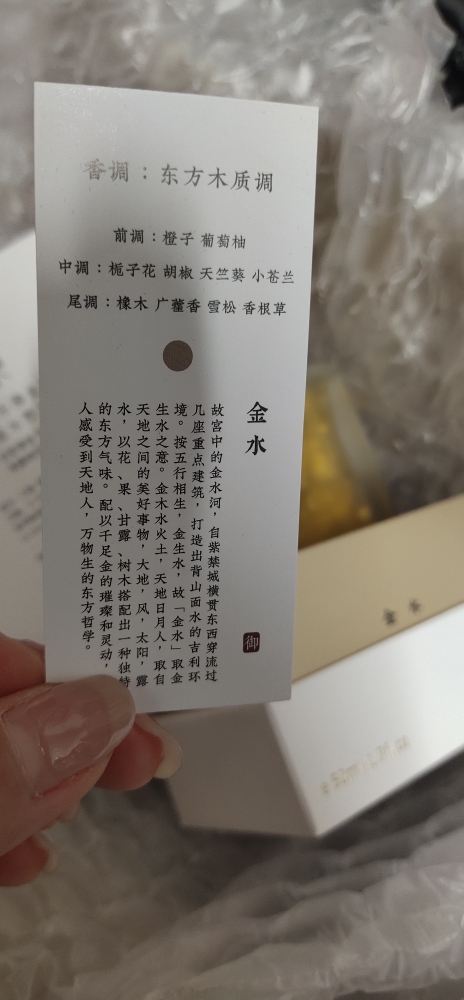 香调：东方木质调
前调：橙子 葡萄柚
中调：栀子花 胡椒 天竺葵 小苍兰
尾调：橡木 广藿香 雪松 香根草
金水
御
故宫中的金水河，自紫禁城横贯东西穿流过
几座重点建筑，打造出背山面水的吉利环
境。按五行相生，金生水，故「金水」取金
生水之意。金木水火土，天地日月人，取自
天地之间的美好事物，大地，风，太阳，露
水，以花、果、甘露、树木搭配出一种独特
的东方气味。配以千足金的璀璨和灵动，
人感受到天地人，万物生的东方哲学。
金水